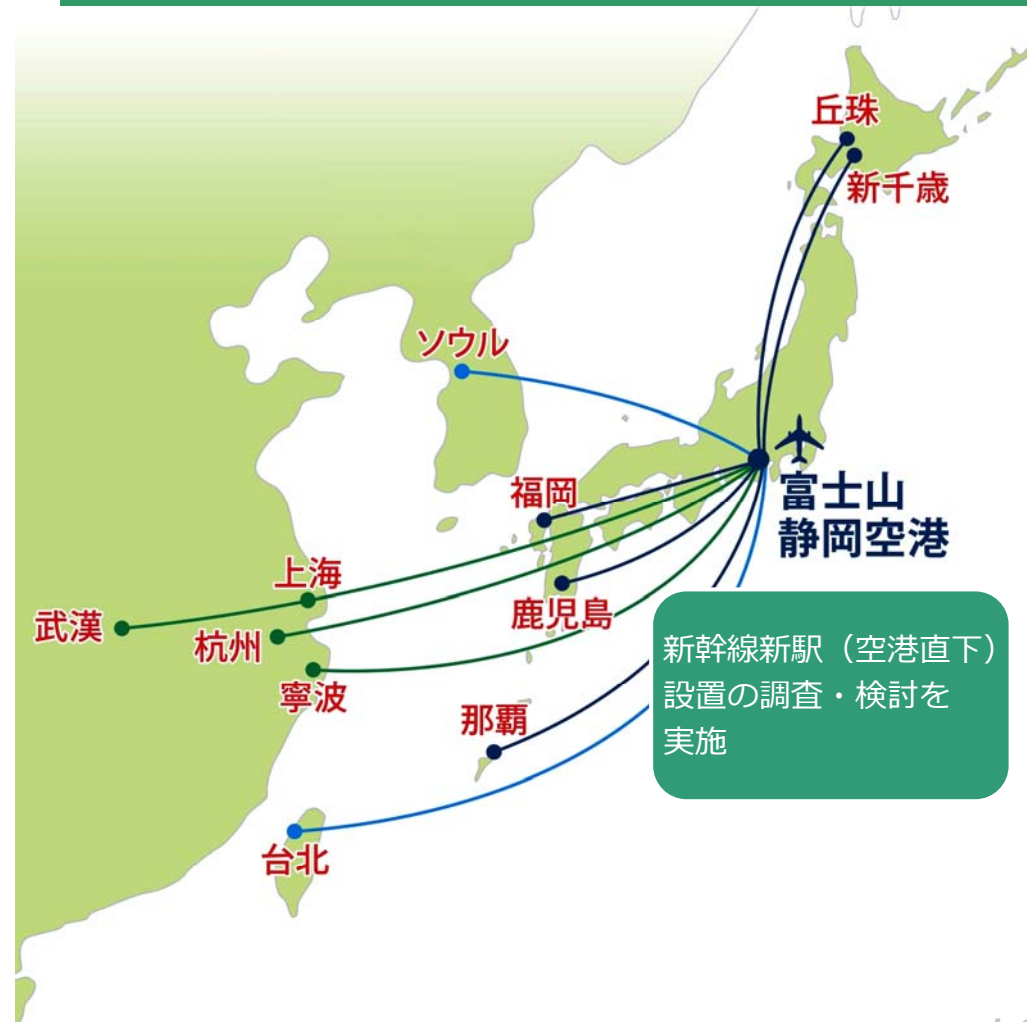 丘珠
新千歳
ソウル
富士山
静岡空港
福岡
上海
武漢
杭州
鹿児島
寧波
那覇
台北
新幹線新駅（空港直下）
設置の調査・検討を
実施